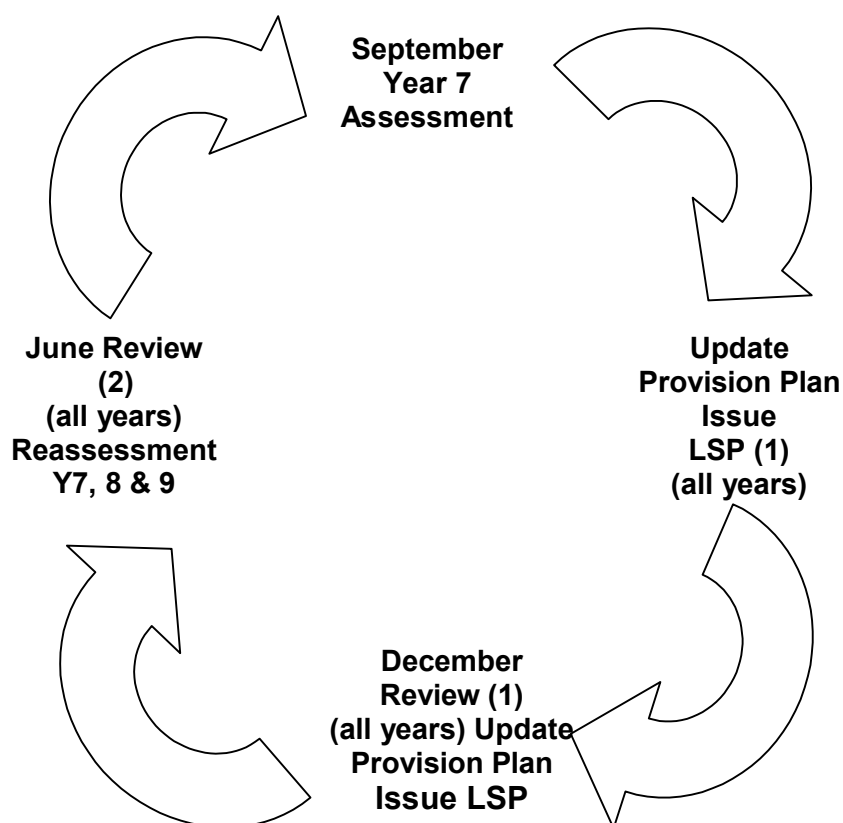 September
Year 7
Assessment
Update
Provision Plan
Issue
LSP (1)
(all years)
December
Review (1)
(all years) Update
Provision Plan
Issue LSP
June Review
(2)
(all years)
Reassessment
Y7, 8 & 9